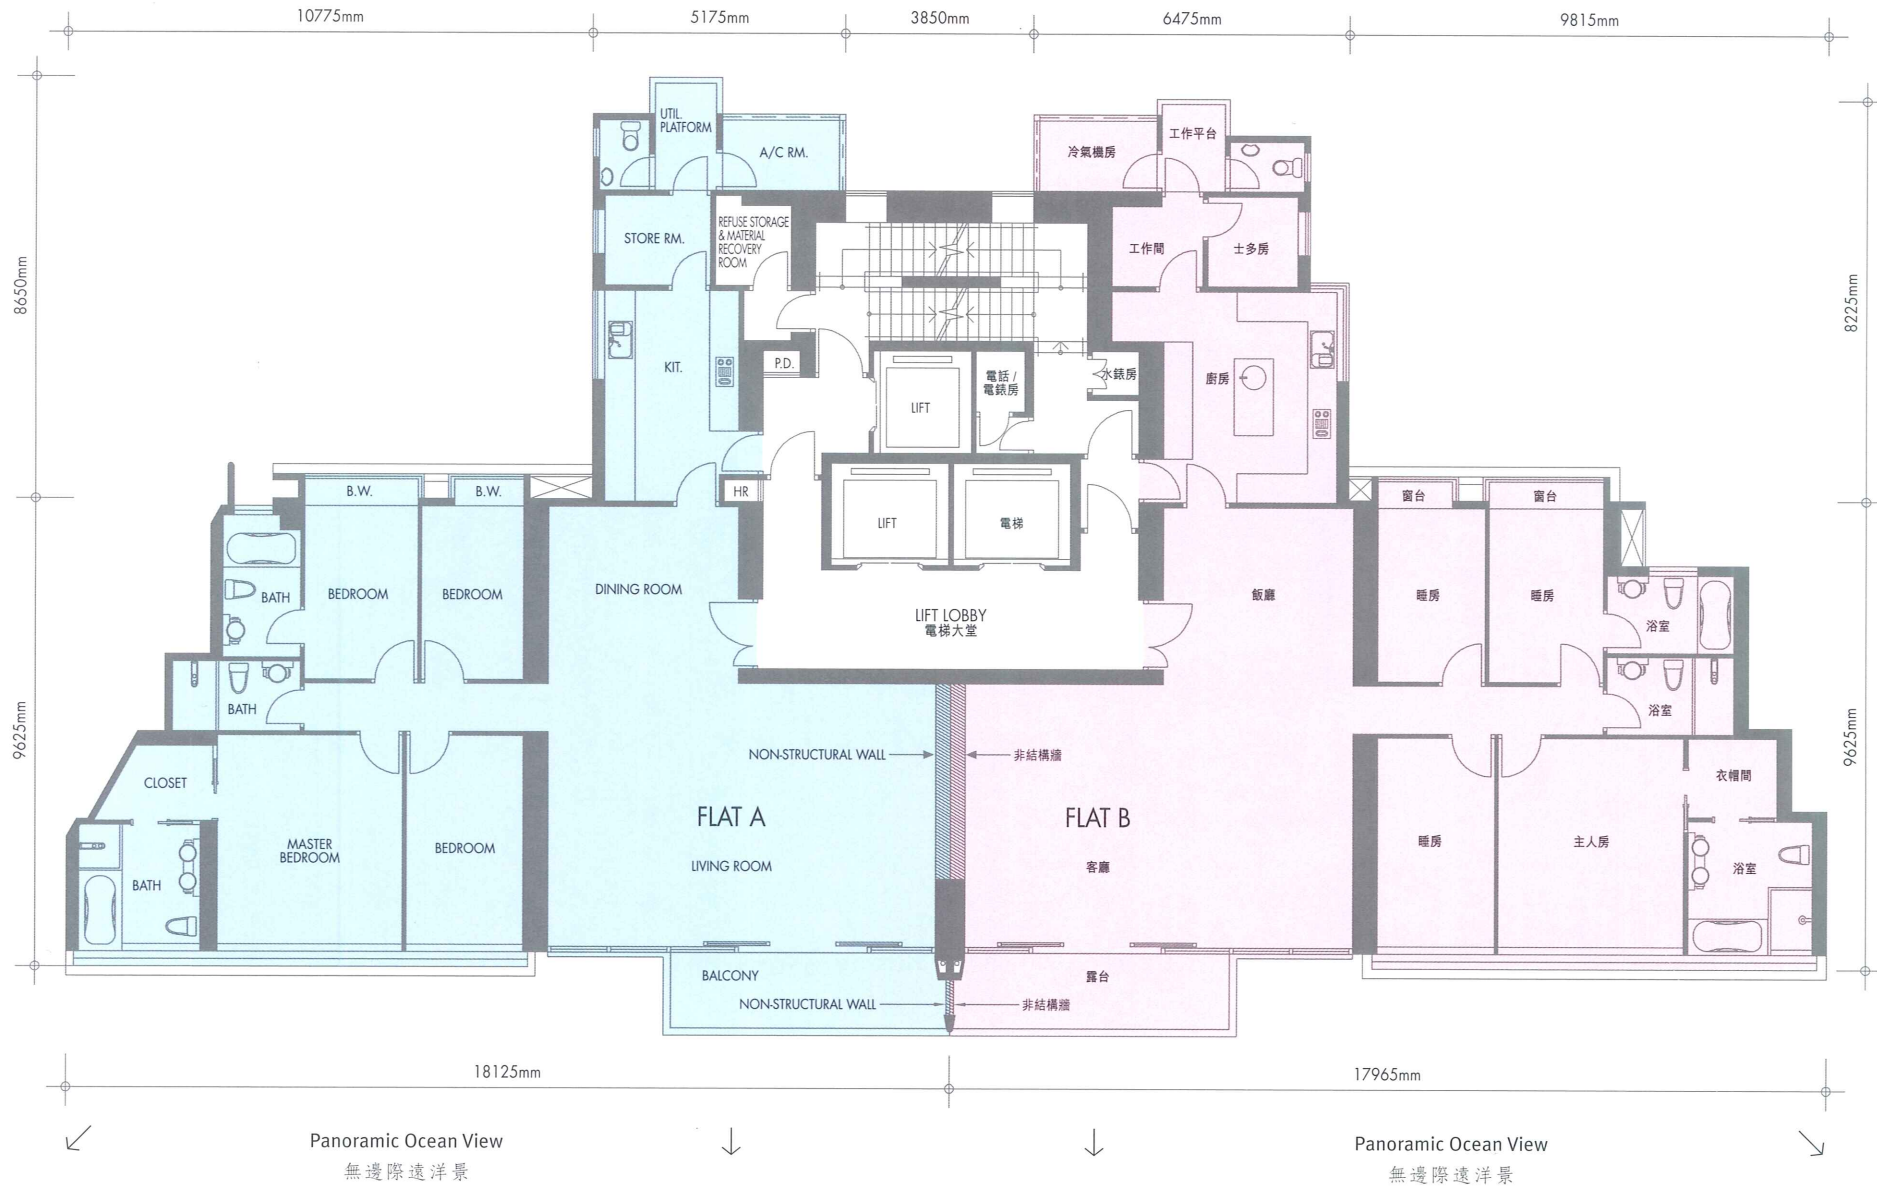 10775mm
5175mm
3850mm
6475mm
9815mm
8650mm
9625mm
8225mm
9625mm
UTIL.
PLATFORM
A/C RM.
STORE RM.
REFUSE STORAGE
& MATERIAL
RECOVERY
ROOM
KIT.
P.D.
HR
LIFT
LIFT
電梯
電話 /
電錶房
水錶房
LIFT LOBBY
電梯大堂
冷氣機房
工作平台
工作間
士多房
廚房
B.W.
B.W.
BATH
BEDROOM
BEDROOM
DINING ROOM
BATH
CLOSET
MASTER
BEDROOM
BEDROOM
BATH
NON-STRUCTURAL WALL
FLAT A
LIVING ROOM
BALCONY
NON-STRUCTURAL WALL
窗台
窗台
飯廳
睡房
睡房
浴室
浴室
非結構牆
FLAT B
客廳
睡房
主人房
衣帽間
浴室
露台
非結構牆
18125mm
17965mm
Panoramic Ocean View
無邊際遠洋景
Panoramic Ocean View
無邊際遠洋景